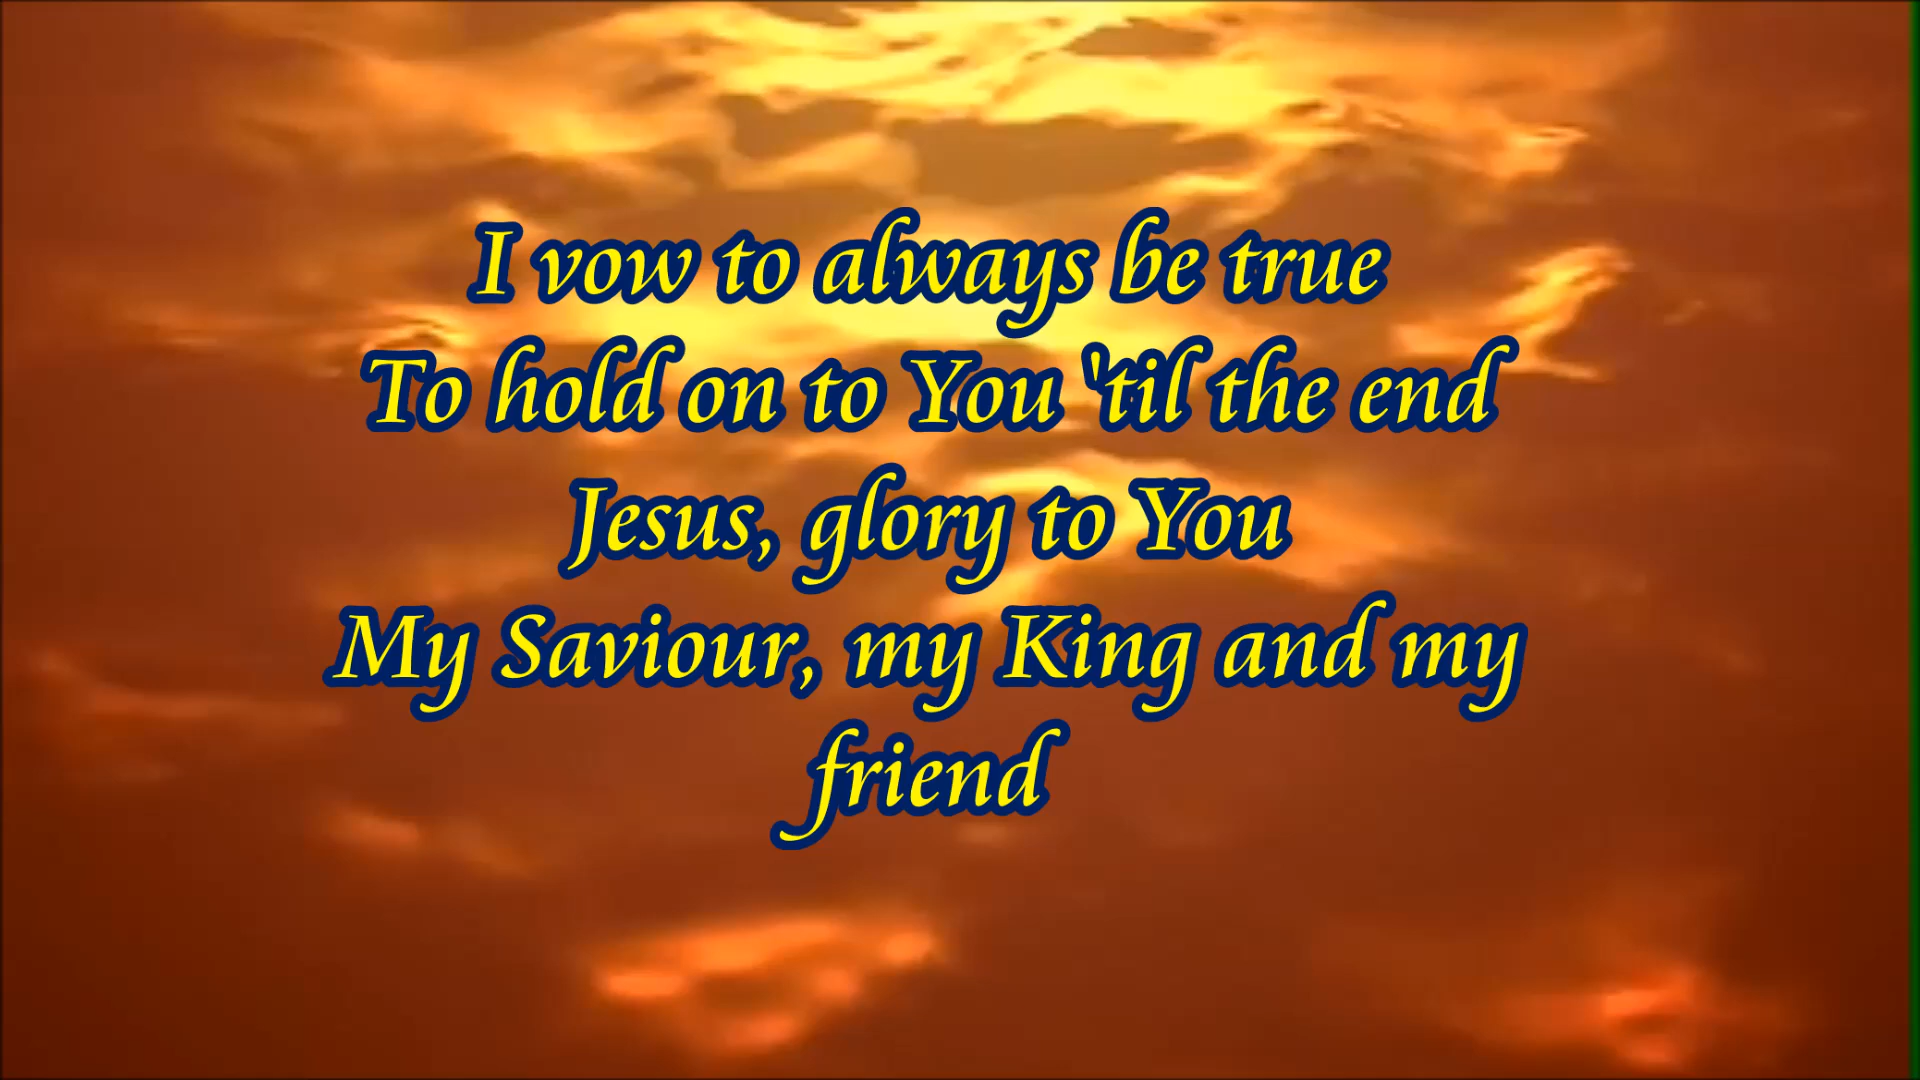 I vow to always be true
To hold on to You 'til the end
Jesus, glory to You
My Saviour, my King and my
friend